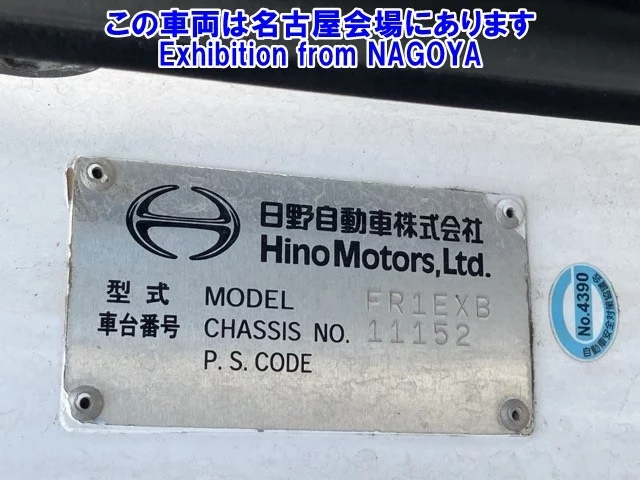 この車両は名古屋会場にあります
Exhibition from NAGOYA
日野自動車株式会社
Hino Motors, Ltd.
型式 MODEL FR1EXB
車台番号 CHASSIS NO. 11152
P. S. CODE
No.4390